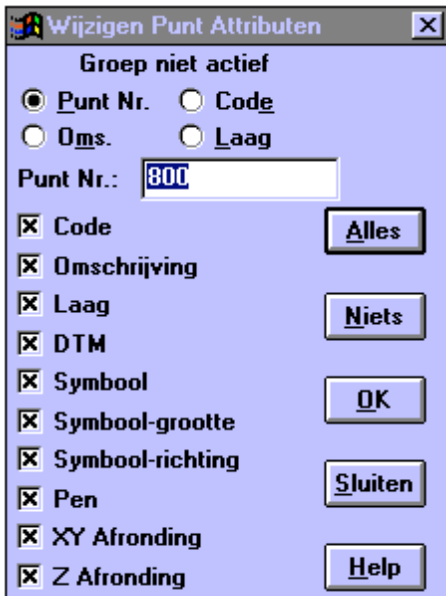 Wijzigen Punt Attributen
Groep niet actief
Punt Nr. Code
Oms. Laag
Punt Nr.: 800
Code
Alles
Omschrijving
Laag
Niets
DTM
Symbool
OK
Symbool-grootte
Symbool-richting
Sluiten
Pen
XY Afronding
Help
Z Afronding